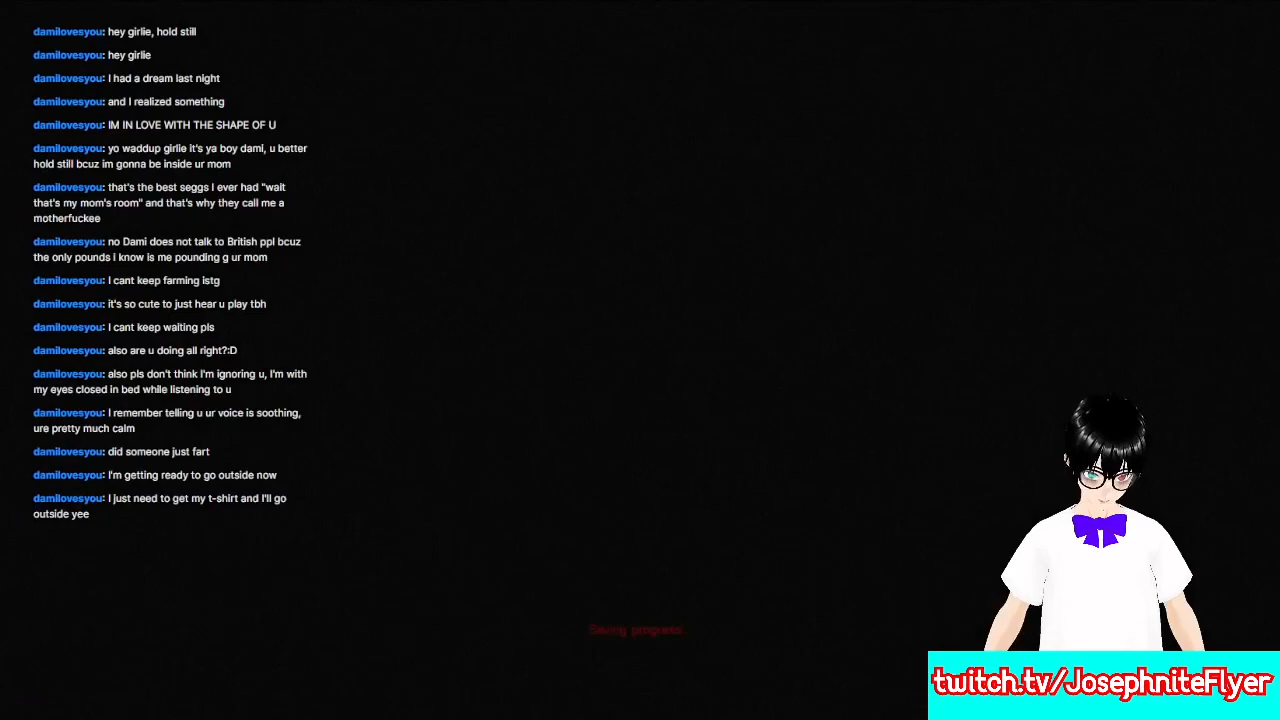 damilovesyou: hey girlie, hold still
damilovesyou: hey girlie
damilovesyou: I had a dream last night
damilovesyou: and I realized something
damilovesyou: IM IN LOVE WITH THE SHAPE OF U
damilovesyou: yo waddup girlie it's ya boy dami, u better
hold still bcuz im gonna be inside ur mom
damilovesyou: that's the best seggs I ever had "wait
that's my mom's room" and that's why they call me a
motherfuckee
damilovesyou: no Dami does not talk to British ppl bcuz
the only pounds i know is me pounding g ur mom
damilovesyou: I cant keep farming istg
damilovesyou: it's so cute to just hear u play tbh
damilovesyou: I cant keep waiting pls
damilovesyou: also are u doing all right?:D
damilovesyou: also pls don't think I'm ignoring u, I'm with
my eyes closed in bed while listening to u
damilovesyou: I remember telling u ur voice is soothing,
ure pretty much calm
damilovesyou: did someone just fart
damilovesyou: I'm getting ready to go outside now
damilovesyou: I just need to get my t-shirt and I'll go
outside yee
Saving progress
twitch.tv/JosephniteFlyer